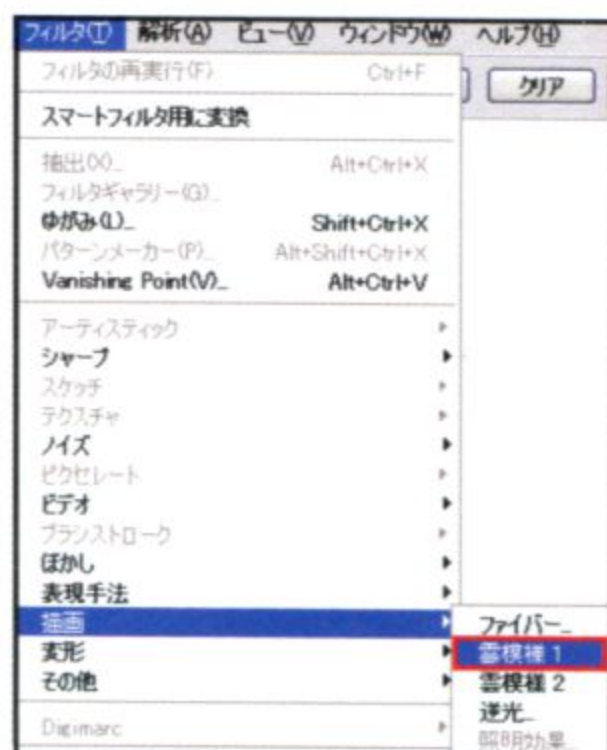 フィルタ(T) 解析(A) ビュー(V) ウィンドウ(W) ヘルプ(H)
フィルタの再実行(F) Ctrl+F
クリア
スマートフィルタ用に変換
抽出(X)... Alt+Ctrl+X
フィルタギャラリー(G)...
ゆがみ(L)... Shift+Ctrl+X
パターンメーカー(P)... Alt+Shift+Ctrl+X
Vanishing Point(V)... Alt+Ctrl+V
アーティスティック
シャープ
スケッチ
テクスチャ
ノイズ
ピクセレート
ビデオ
ブラシストローク
ぼかし
表現手法
描画
ファイバー...
変形
雲模様 1
その他
雲模様 2
逆光...
Digimarc
照明効果...